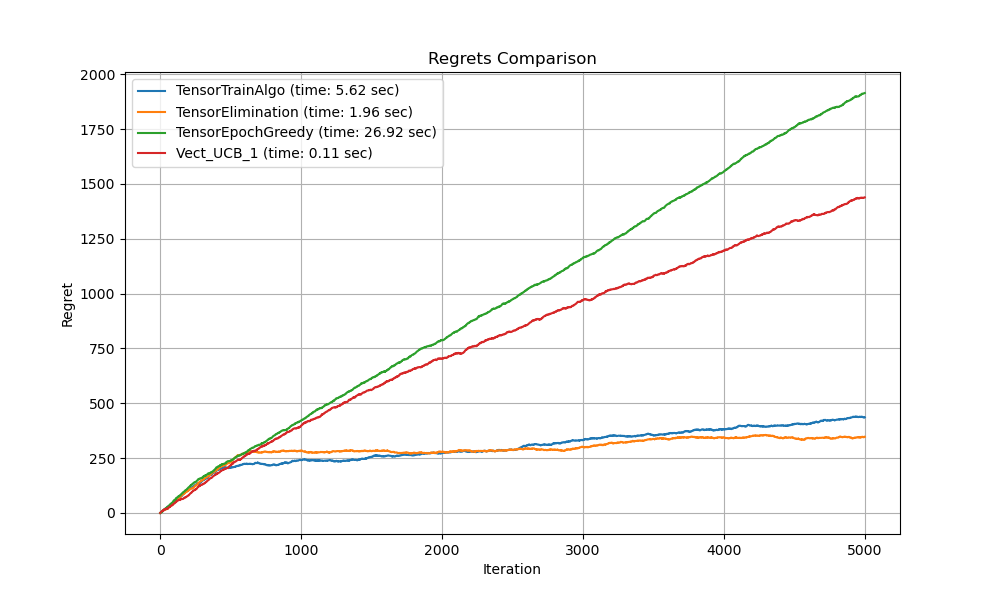 Regrets Comparison
2000
1750
1500
1250
1000
750
500
250
0
Regret
TensorTrainAlgo (time: 5.62 sec)
TensorElimination (time: 1.96 sec)
TensorEpochGreedy (time: 26.92 sec)
Vect_UCB_1 (time: 0.11 sec)
0 1000 2000 3000 4000 5000
Iteration